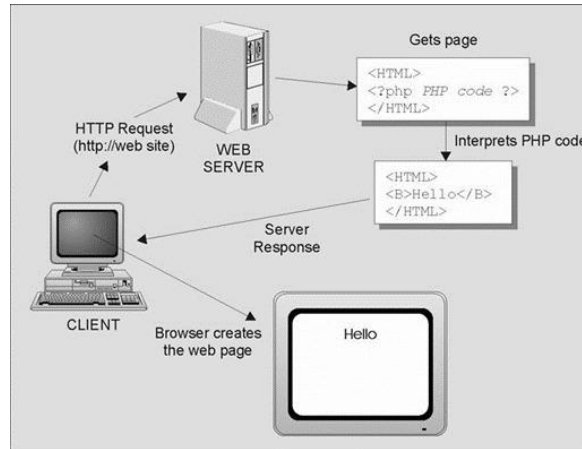 Gets page
<HTML>
<?php PHP code ?>
</HTML>
HTTP Request
(http://web site)
WEB
SERVER
Interprets PHP code
<HTML>
<B>Hello</B>
</HTML>
Server
Response
CLIENT
Browser creates
the web page
Hello